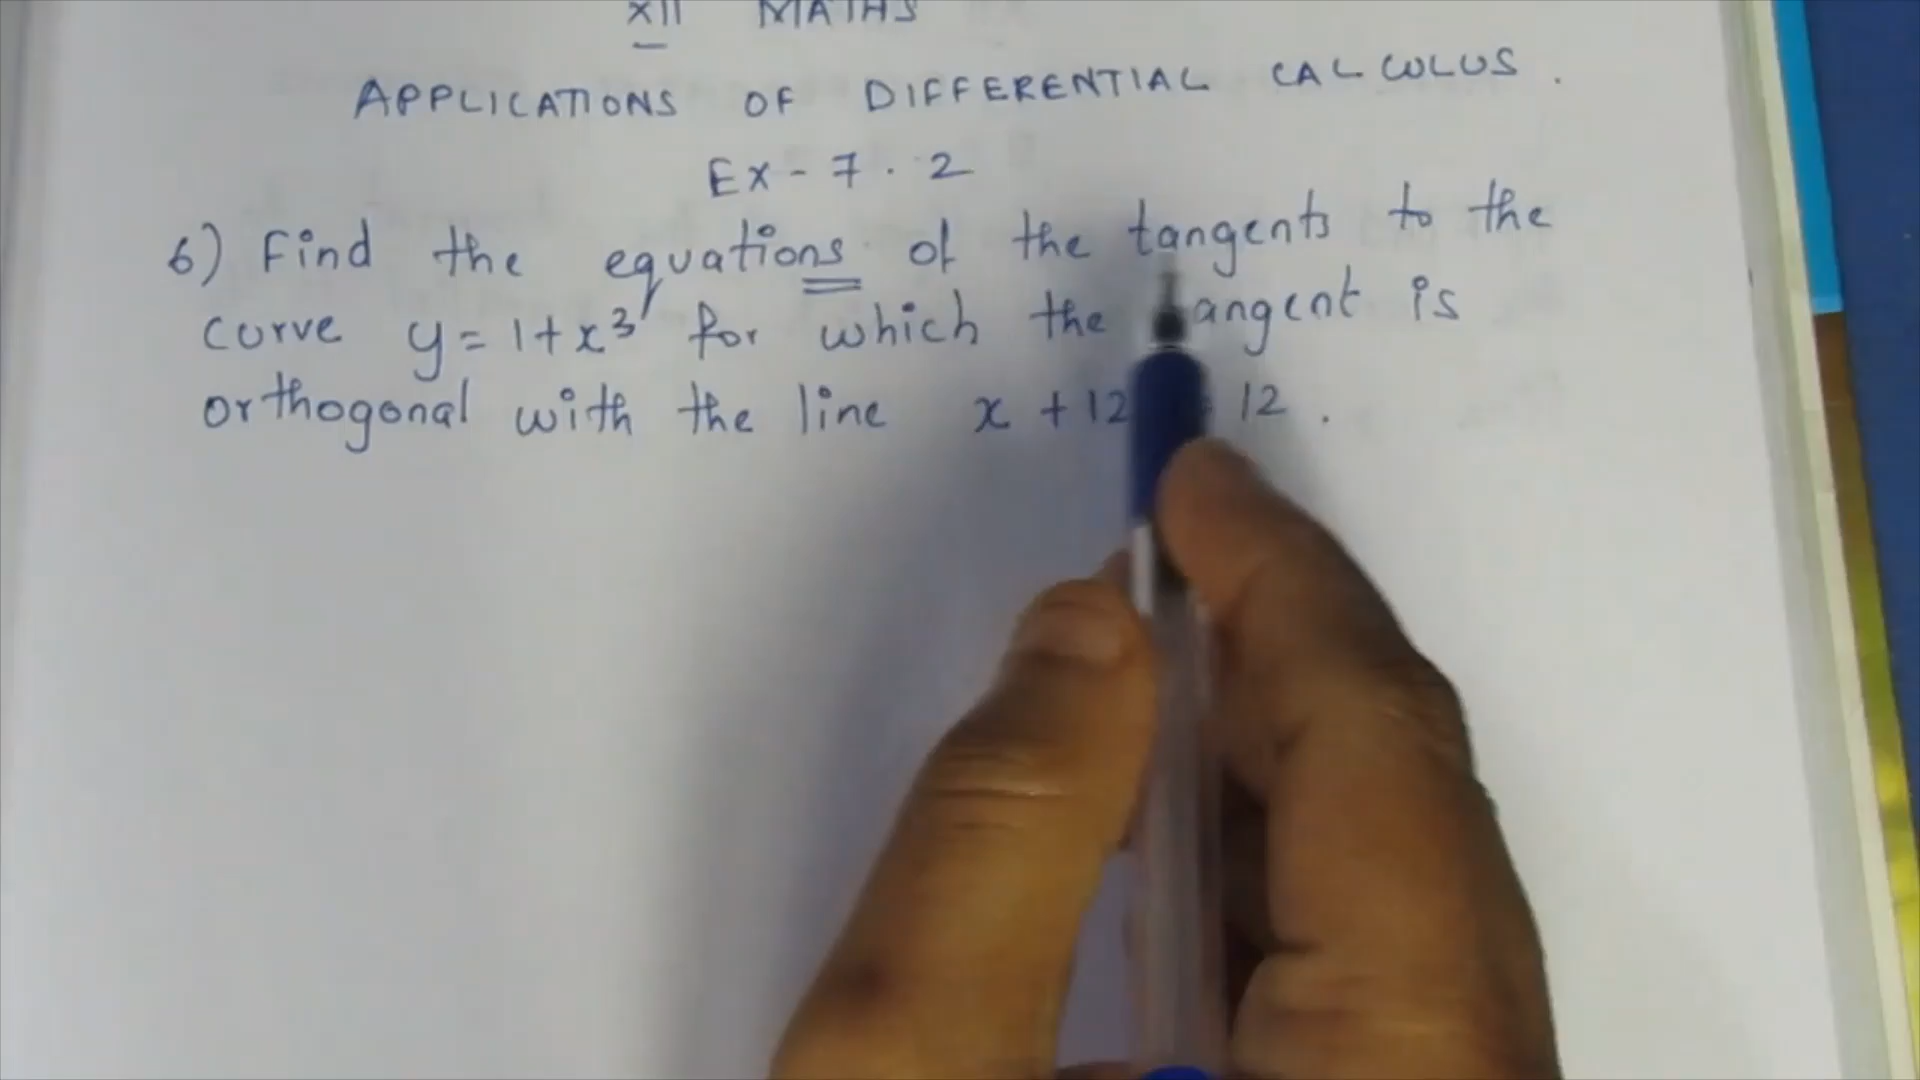 XII MATHS
APPLICATIONS OF DIFFERENTIAL CALCULUS.
Ex - 7.2
6) Find the equations of the tangents to the
curve y = 1+x³ for which the tangent is
orthogonal with the line x + 12 = 12.